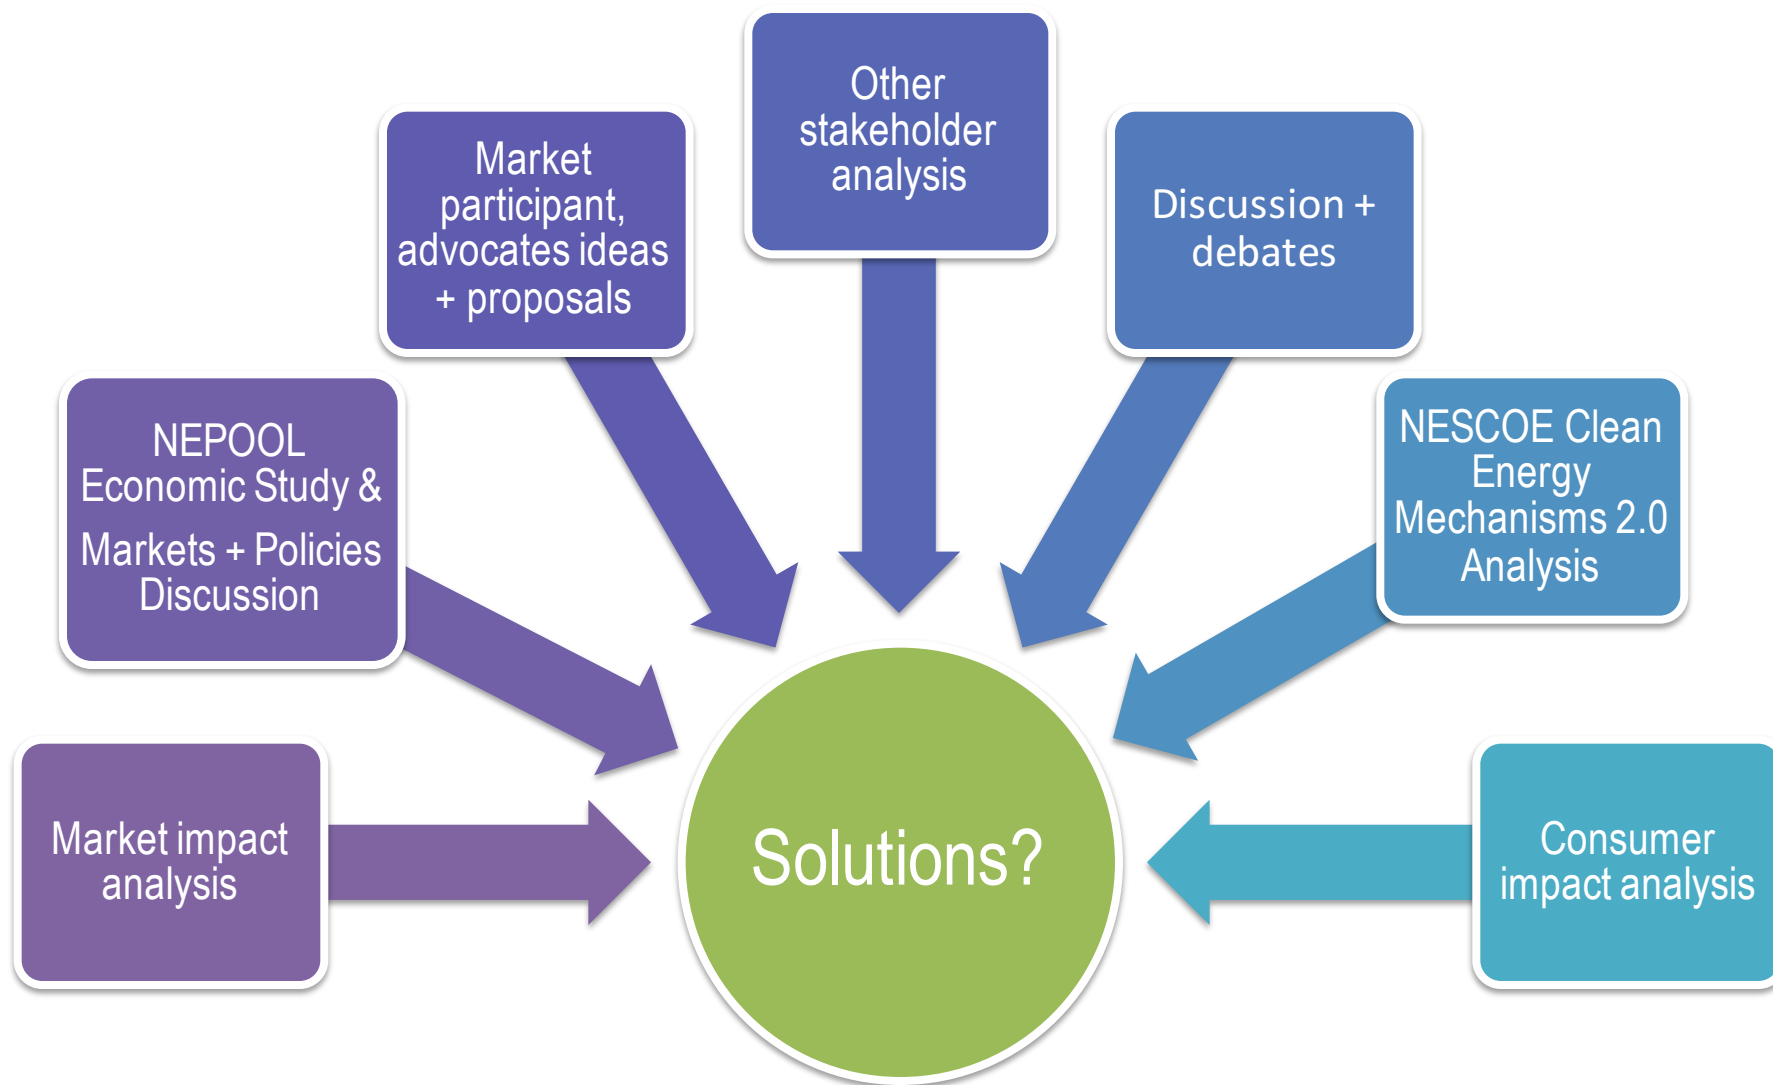 Other
stakeholder
analysis
Market
participant,
advocates ideas
+ proposals
Discussion +
debates
NEPOOL
Economic Study &
Markets + Policies
Discussion
NESCOE Clean
Energy
Mechanisms 2.0
Analysis
Market impact
analysis
Solutions?
Consumer
impact analysis